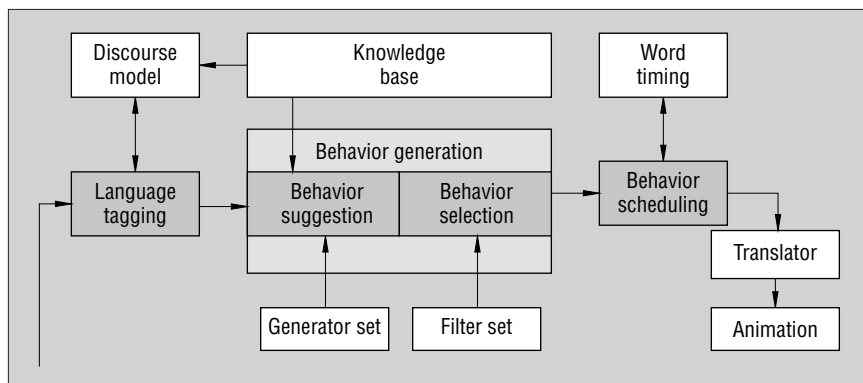 Discourse
model
Knowledge
base
Word
timing
Behavior generation
Language
tagging
Behavior
suggestion
Behavior
selection
Behavior
scheduling
Translator
Generator set
Filter set
Animation